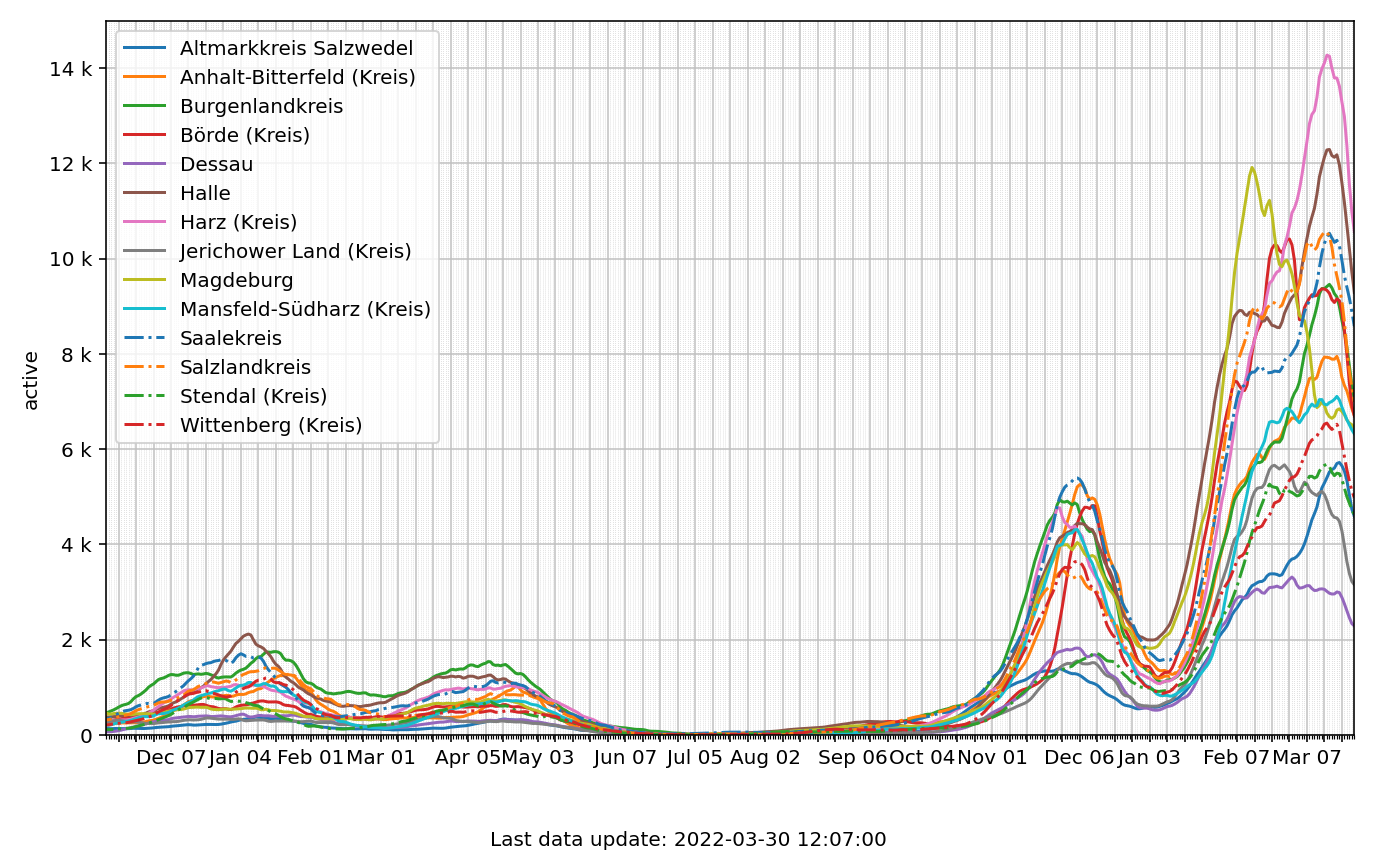 14 k
12 k
10 k
8 k
6 k
4 k
2 k
0
active
Altmarkkreis Salzwedel
Anhalt-Bitterfeld (Kreis)
Burgenlandkreis
Börde (Kreis)
Dessau
Halle
Harz (Kreis)
Jerichower Land (Kreis)
Magdeburg
Mansfeld-Südharz (Kreis)
Saalekreis
Salzlandkreis
Stendal (Kreis)
Wittenberg (Kreis)
Dec 07 Jan 04 Feb 01 Mar 01 Apr 05 May 03 Jun 07 Jul 05 Aug 02 Sep 06 Oct 04 Nov 01 Dec 06 Jan 03 Feb 07 Mar 07
Last data update: 2022-03-30 12:07:00